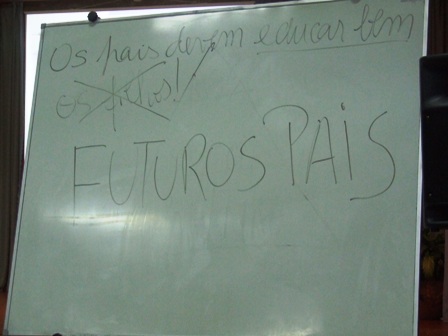 Os pais devem educar bem
os filhos!
FUTUROS PAIS